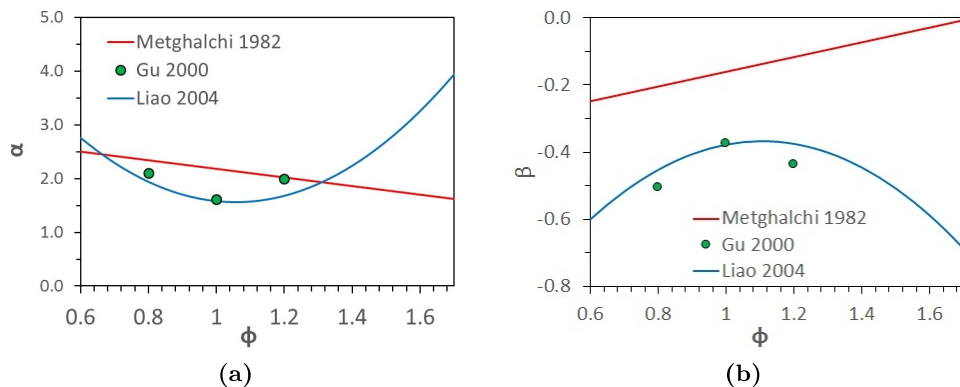 5.0
4.0
3.0
2.0
1.0
0.0
α
Metghalchi 1982
Gu 2000
Liao 2004
0.6 0.8 1 1.2 1.4 1.6
ϕ
(a)
0.0
-0.2
-0.4
-0.6
-0.8
β
Metghalchi 1982
Gu 2000
Liao 2004
0.6 0.8 1.0 1.2 1.4 1.6
ϕ
(b)